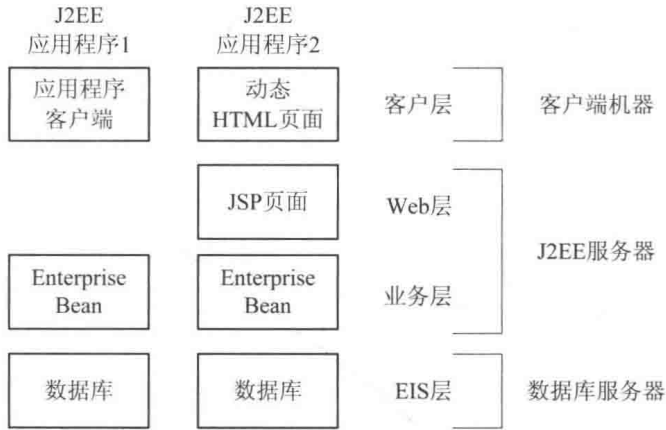 J2EE
应用程序1
J2EE
应用程序2
应用程序
客户端
动态
HTML页面
客户层
客户端机器
JSP页面
Web层
J2EE服务器
Enterprise
Bean
Enterprise
Bean
业务层
数据库
数据库
EIS层
数据库服务器